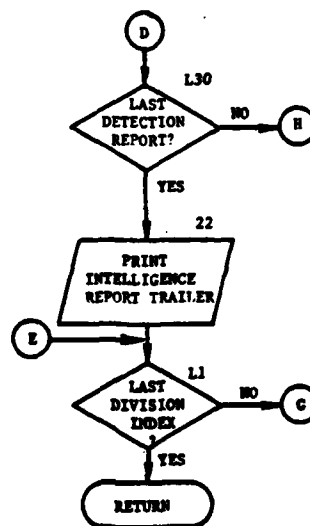 D
L30
LAST
DETECTION
REPORT?
NO
H
YES
22
PRINT
INTELLIGENCE
REPORT TRAILER
E
L1
LAST
DIVISION
INDEX
?
NO
G
YES
RETURN